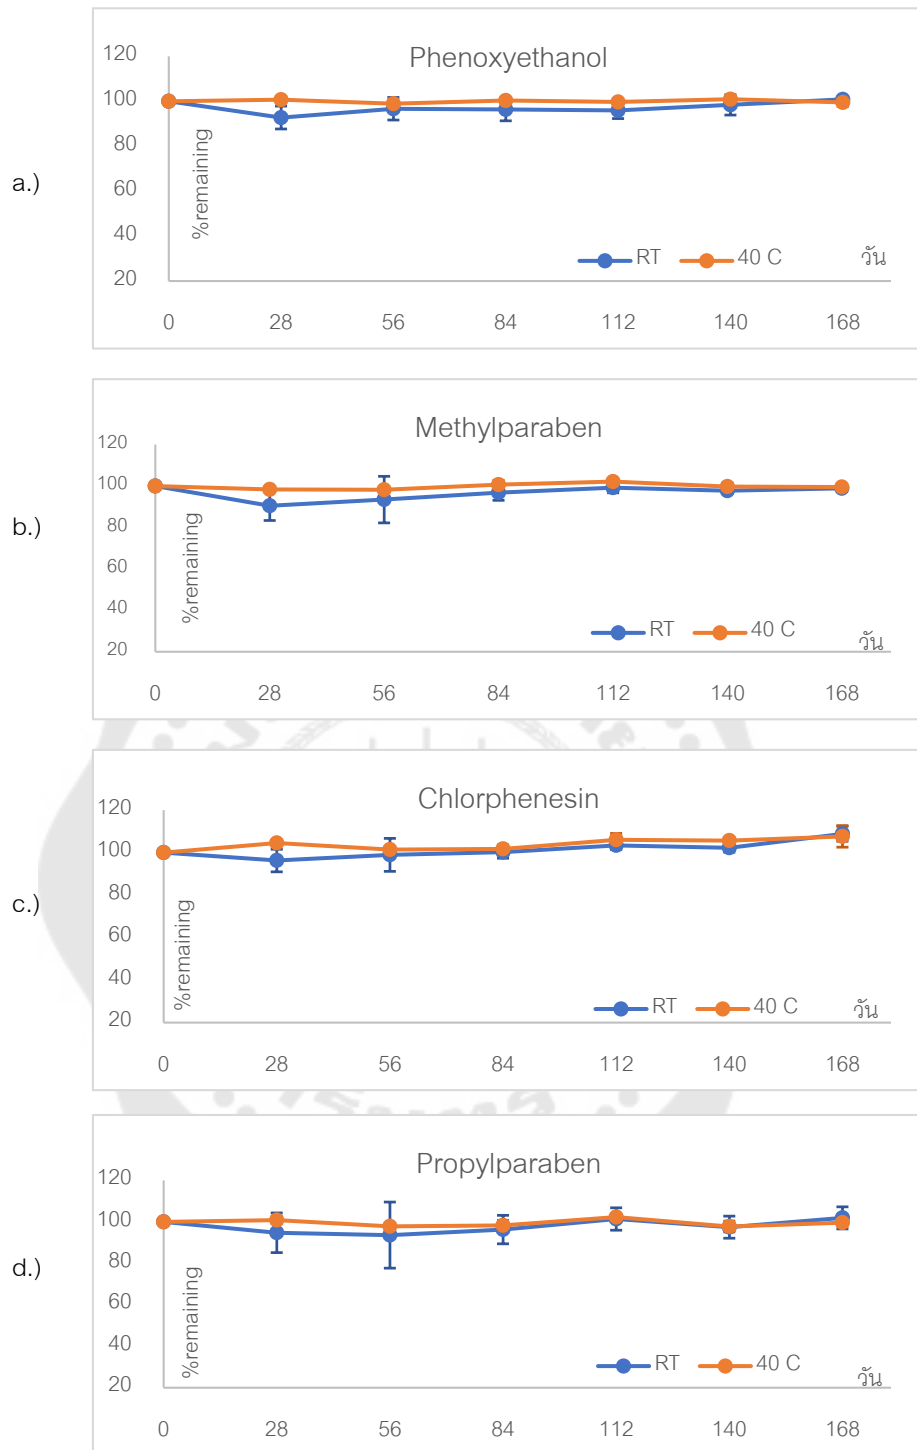 a.)
Phenoxyethanol
120
100
80
60
40
20
%remaining
RT
40 C
วัน
0 28 56 84 112 140 168
b.)
Methylparaben
120
100
80
60
40
20
%remaining
RT
40 C
วัน
0 28 56 84 112 140 168
c.)
Chlorphenesin
120
100
80
60
40
20
%remaining
RT
40 C
วัน
0 28 56 84 112 140 168
d.)
Propylparaben
120
100
80
60
40
20
%remaining
RT
40 C
วัน
0 28 56 84 112 140 168